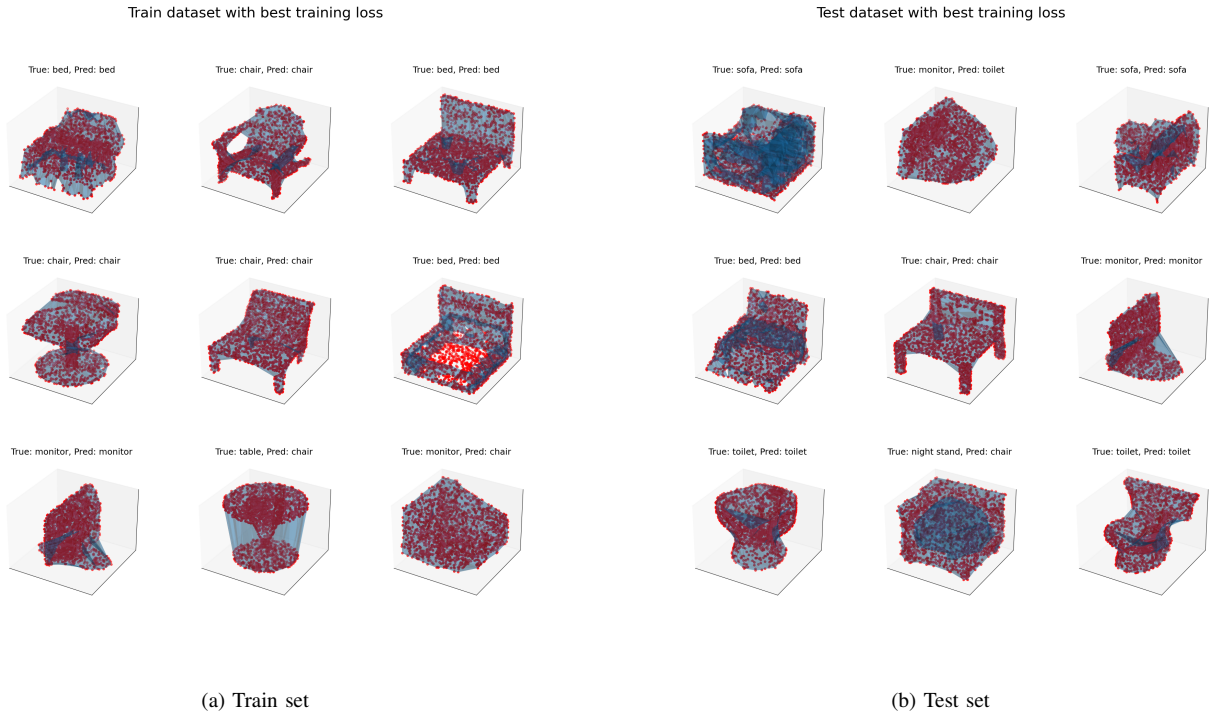 Train dataset with best training loss
True: bed, Pred: bed
True: chair, Pred: chair
True: bed, Pred: bed
True: chair, Pred: chair
True: chair, Pred: chair
True: bed, Pred: bed
True: monitor, Pred: monitor
True: table, Pred: chair
True: monitor, Pred: chair
(a) Train set
Test dataset with best training loss
True: sofa, Pred: sofa
True: monitor, Pred: toilet
True: sofa, Pred: sofa
True: bed, Pred: bed
True: chair, Pred: chair
True: monitor, Pred: monitor
True: toilet, Pred: toilet
True: night stand, Pred: chair
True: toilet, Pred: toilet
(b) Test set